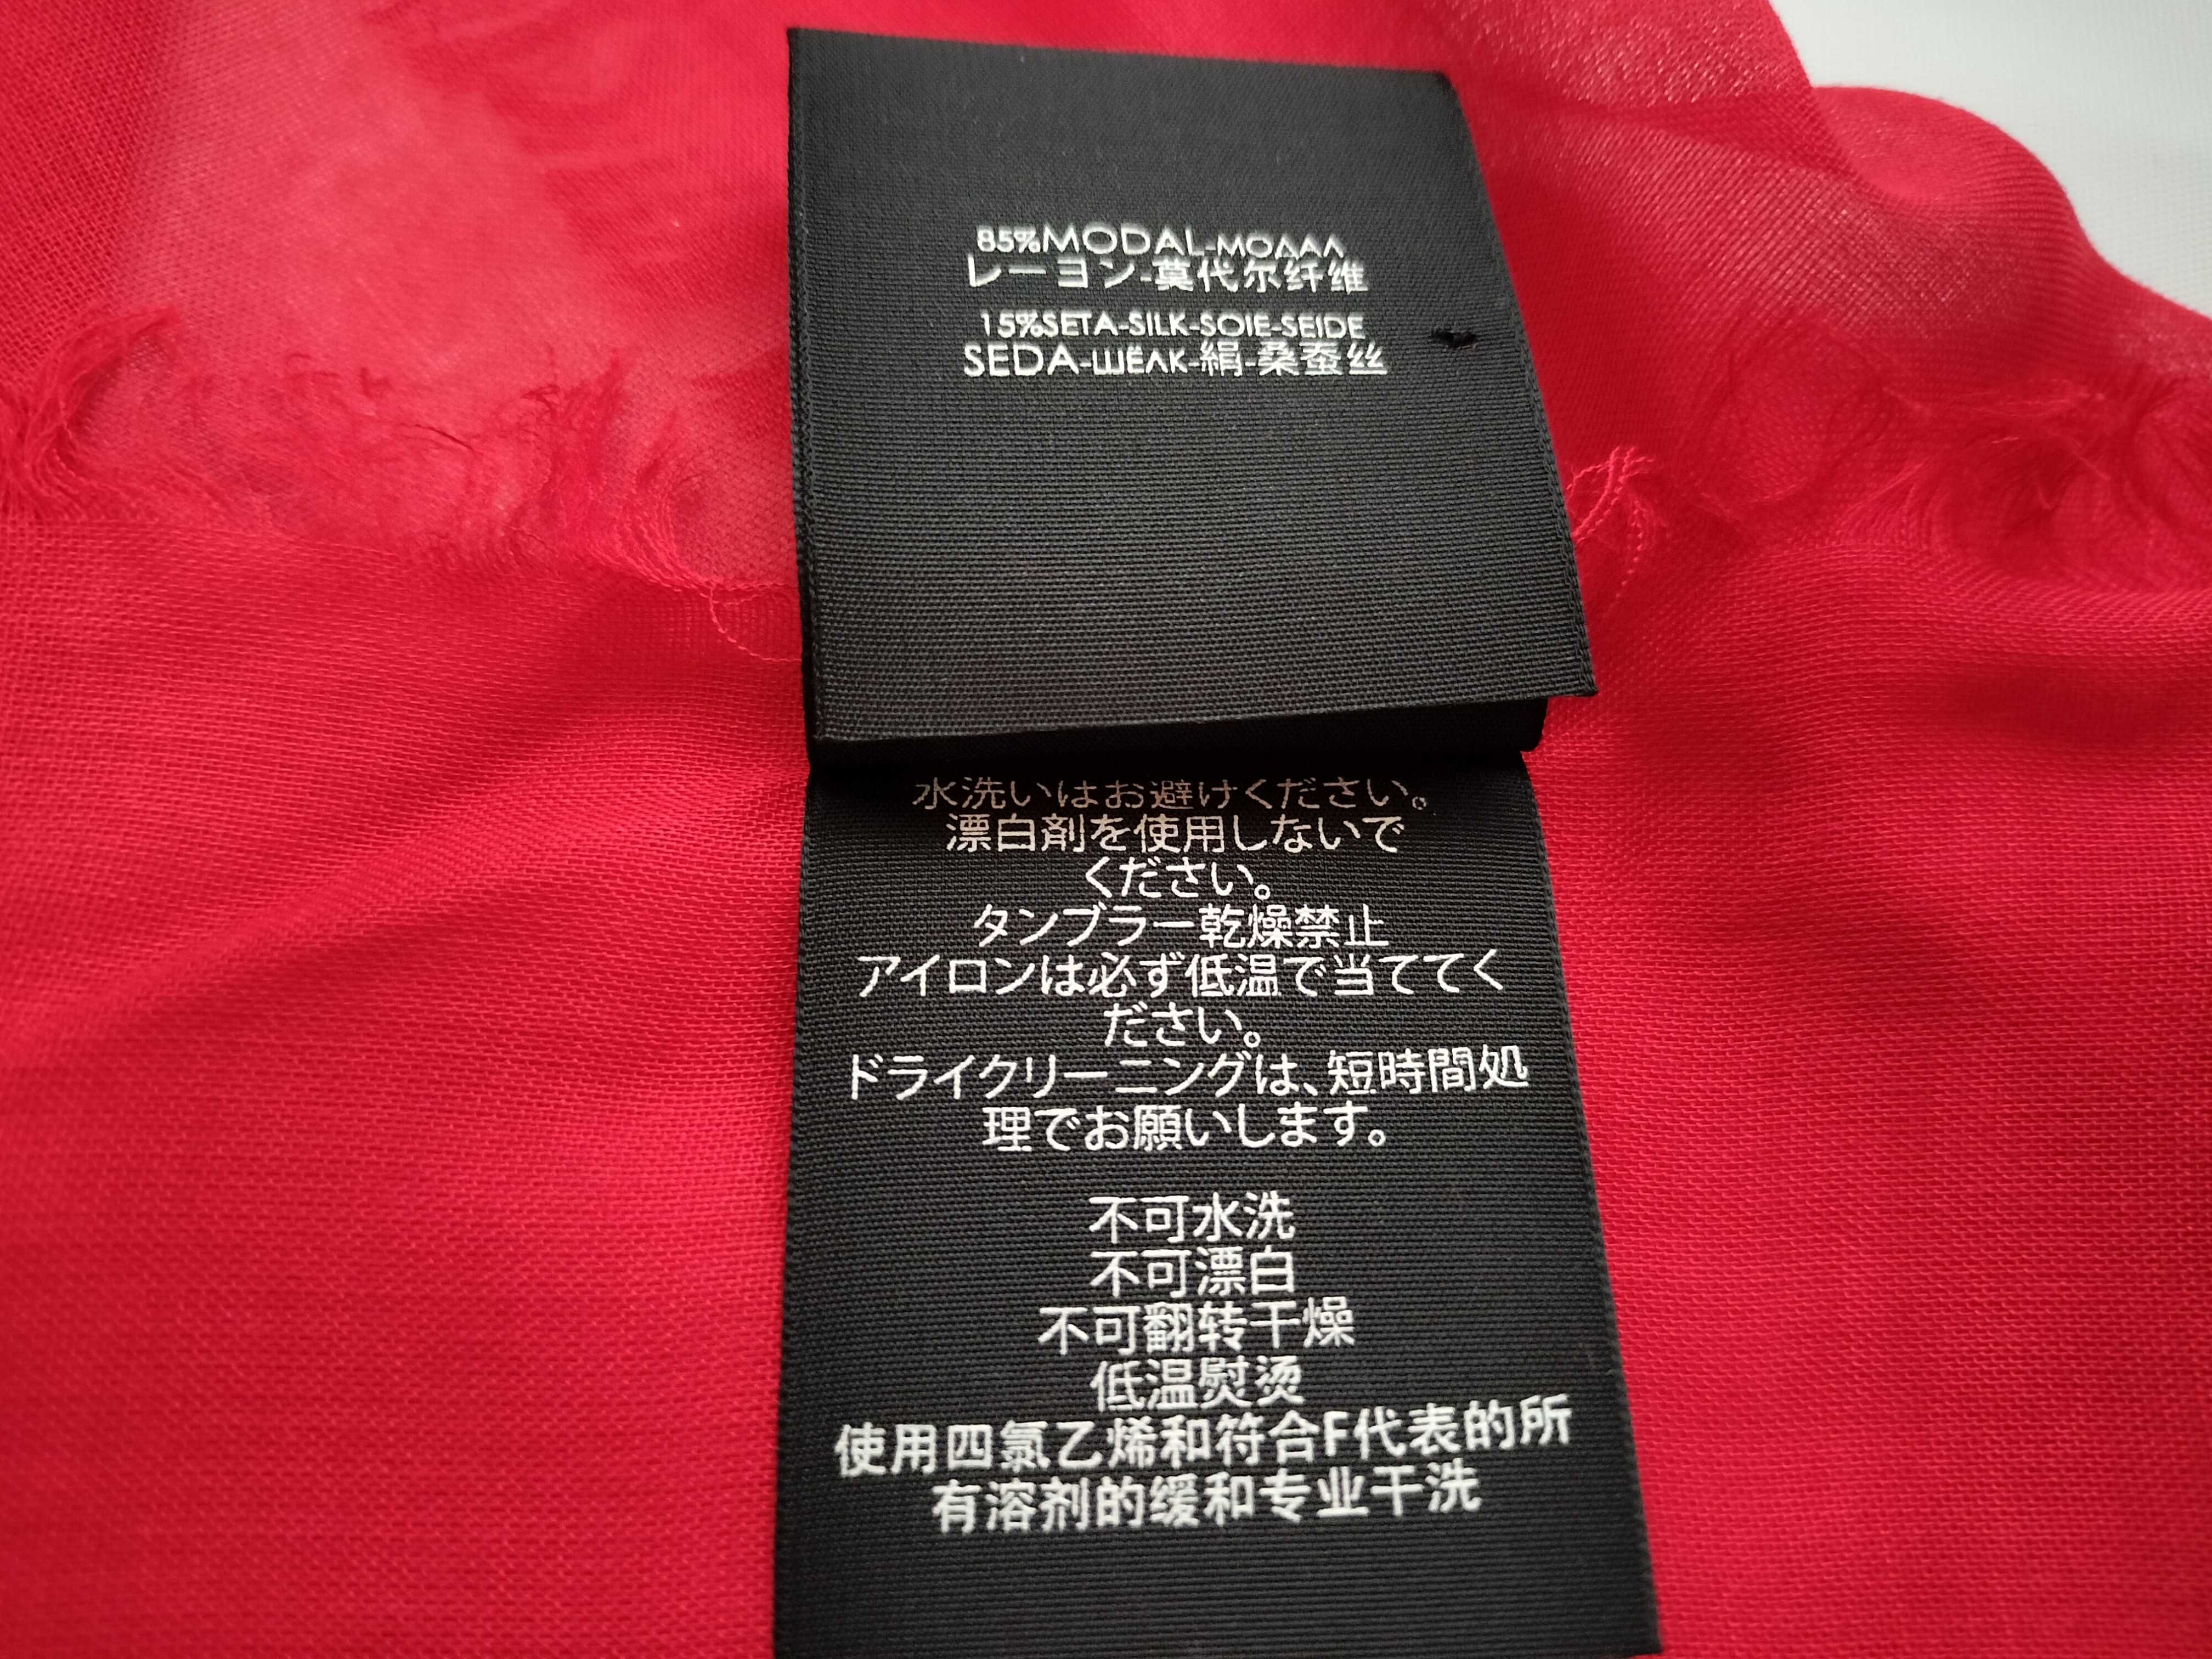 85%MODAL-МОДАЛ
レーヨン-莫代尔纤维
15%SETA-SILK-SOIE-SEIDE
SEDA-ШЁЛК-絹-桑蚕丝
水洗いはお避けください。
漂白剤を使用しないで
ください。
タンブラー乾燥禁止
アイロンは必ず低温で当ててく
ださい。
ドライクリーニングは、短時間処
理でお願いします。
不可水洗
不可漂白
不可翻转干燥
低温熨烫
使用四氯乙烯和符合F代表的所
有溶剂的缓和专业干洗